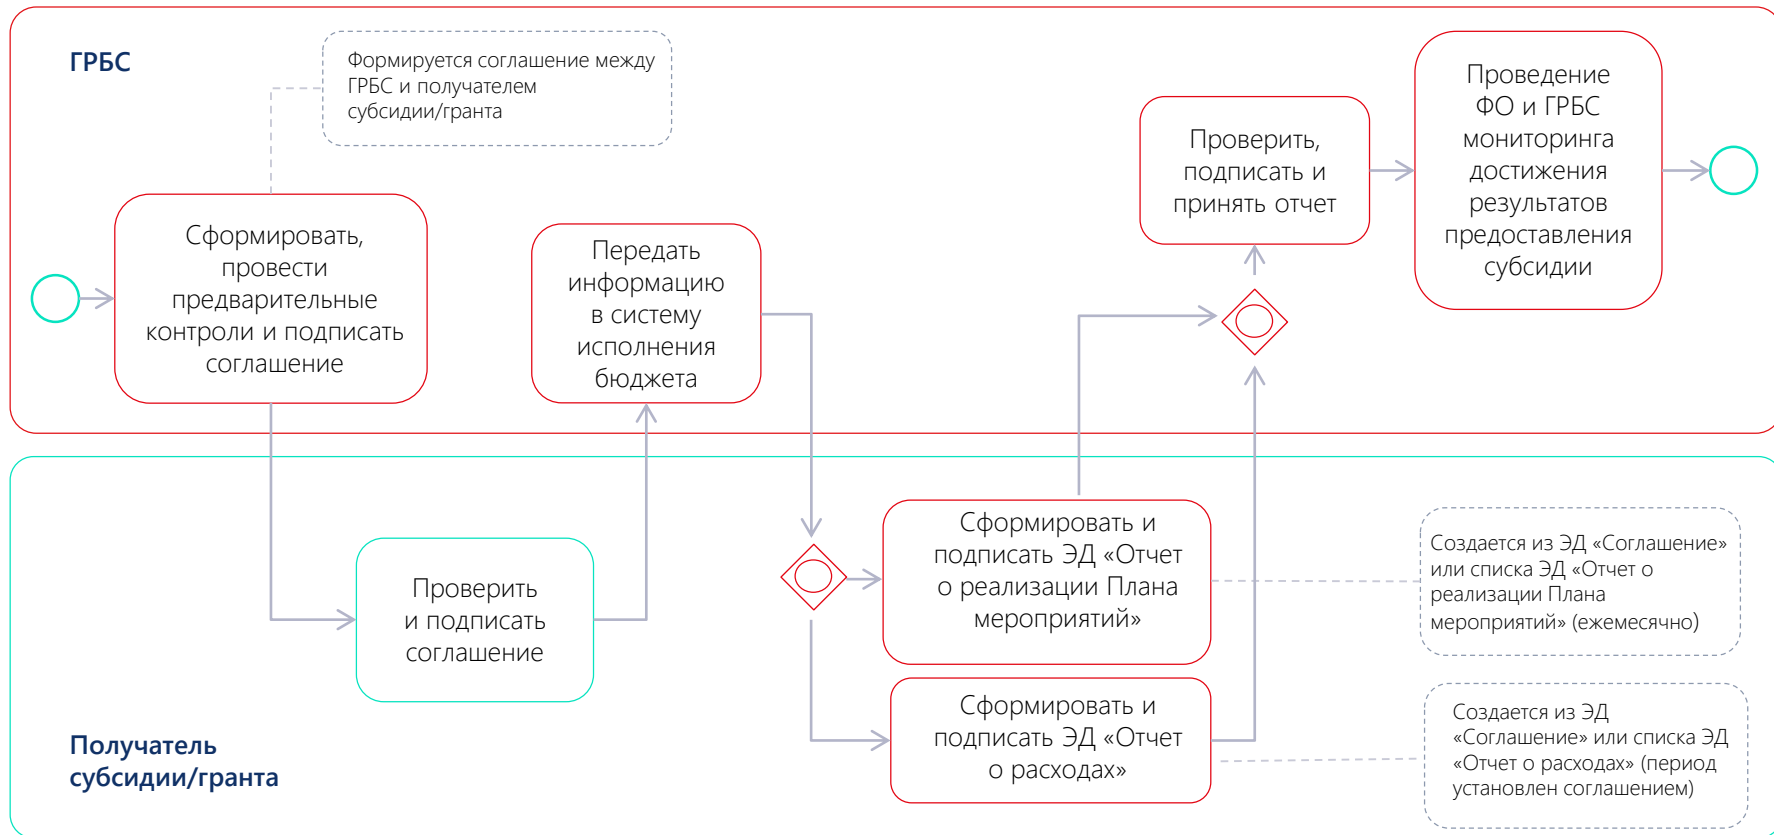 ГРБС
Формируется соглашение между
ГРБС и получателем
субсидии/гранта
Сформировать,
провести
предварительные
контроли и подписать
соглашение
Передать
информацию
в систему
исполнения
бюджета
Проверить,
подписать и
принять отчет
Проведение
ФО и ГРБС
мониторинга
достижения
результатов
предоставления
субсидии
Проверить
и подписать
соглашение
Сформировать и
подписать ЭД «Отчет
о реализации Плана
мероприятий»
Создается из ЭД «Соглашение»
или списка ЭД «Отчет о
реализации Плана
мероприятий» (ежемесячно)
Сформировать и
подписать ЭД «Отчет
о расходах»
Создается из ЭД
«Соглашение» или списка ЭД
«Отчет о расходах» (период
установлен соглашением)
Получатель
субсидии/гранта